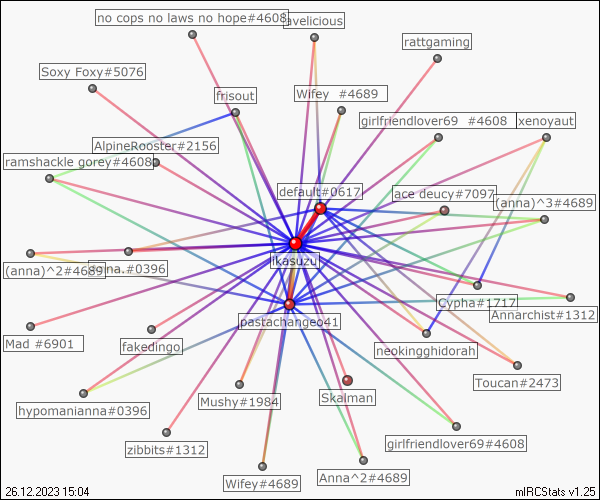 no cops no laws no hope#4608
avelicious
rattgaming
Soxy Foxy#5076
frisout
Wifey #4689
girlfriendlover69 #4608
xenoyaut
AlpineRooster#2156
ramshackle gorey#4608
default#0617
ace deucy#7097
(anna)^3#4689
(anna)^2#4689
anna.#0396
ikasuzu
Cypha#1717
Annarchist#1312
pastachangeo41
Mad #6901
fakedingo
neokingghidorah
Toucan#2473
hypomanianna#0396
Mushy#1984
Skalman
zibbits#1312
girlfriendlover69#4608
Wifey#4689
Anna^2#4689
26.12.2023 15:04
mIRCStats v1.25